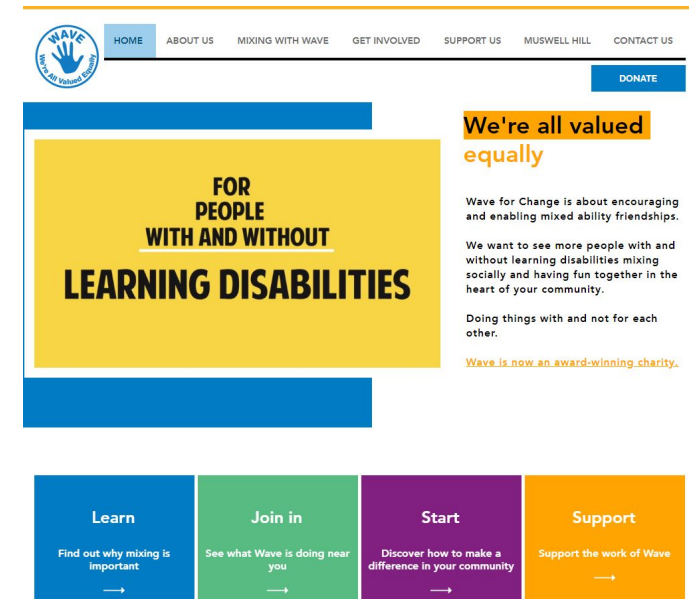 WAVE
We're All Valued Equally
HOME ABOUT US MIXING WITH WAVE GET INVOLVED SUPPORT US MUSWELL HILL CONTACT US
DONATE
FOR
PEOPLE
WITH AND WITHOUT
LEARNING DISABILITIES
We're all valued
equally
Wave for Change is about encouraging
and enabling mixed ability friendships.
We want to see more people with and
without learning disabilities mixing
socially and having fun together in the
heart of your community.
Doing things with and not for each
other.
Wave is now an award-winning charity.
Learn
Find out why mixing is
important
Join in
See what Wave is doing near
you
Start
Discover how to make a
difference in your community
Support
Support the work of Wave